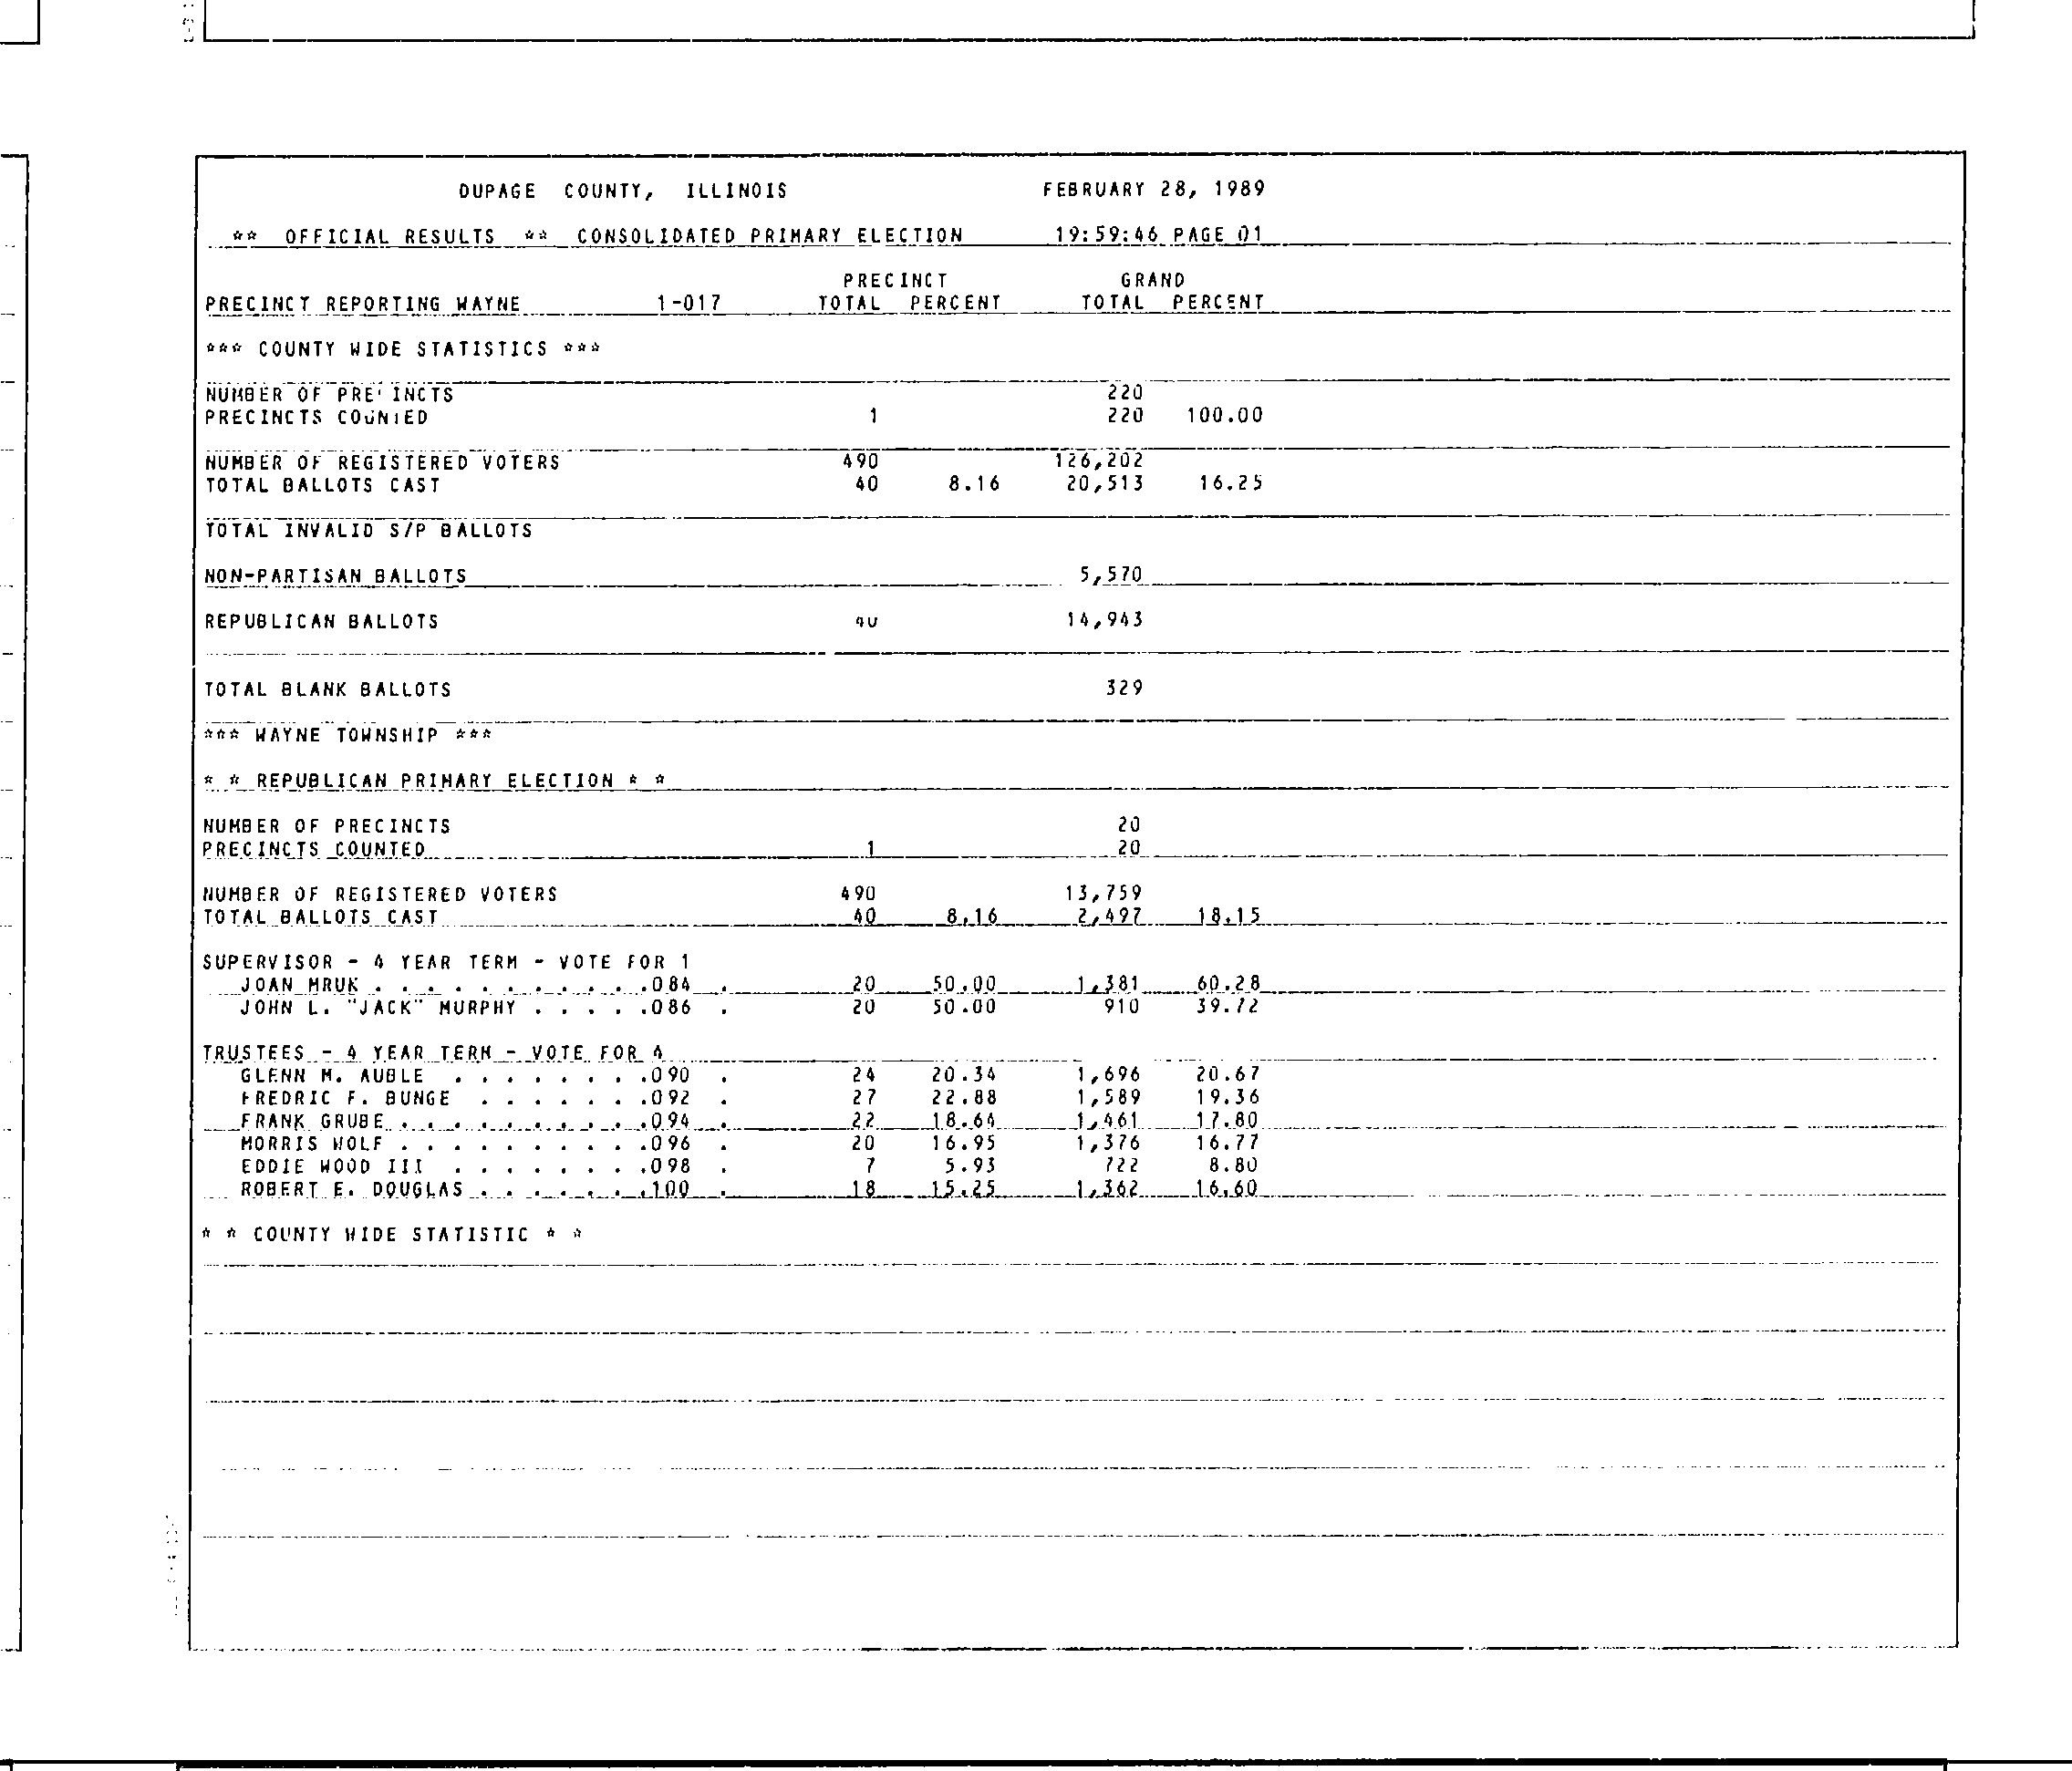 DUPAGE COUNTY, ILLINOIS FEBRUARY 28, 1989
** OFFICIAL RESULTS ** CONSOLIDATED PRIMARY ELECTION 19:59:46 PAGE 01
PRECINCT GRAND
PRECINCT REPORTING WAYNE 1-017 TOTAL PERCENT TOTAL PERCENT
*** COUNTY WIDE STATISTICS ***
NUMBER OF PRECINCTS 220
PRECINCTS COUNTED 1 220 100.00
NUMBER OF REGISTERED VOTERS 490 126,202
TOTAL BALLOTS CAST 40 8.16 20,513 16.25
TOTAL INVALID S/P BALLOTS
NON-PARTISAN BALLOTS 5,570
REPUBLICAN BALLOTS 40 14,943
TOTAL BLANK BALLOTS 329
*** WAYNE TOWNSHIP ***
* * REPUBLICAN PRIMARY ELECTION * *
NUMBER OF PRECINCTS 20
PRECINCTS COUNTED 1 20
NUMBER OF REGISTERED VOTERS 490 13,759
TOTAL BALLOTS CAST 40 8.16 2,497 18.15
SUPERVISOR - 4 YEAR TERM - VOTE FOR 1
JOAN MRUK . . . . . . . . . . .084 . 20 50.00 1,381 60.28
JOHN L. "JACK" MURPHY . . . . .086 . 20 50.00 910 39.72
TRUSTEES - 4 YEAR TERM - VOTE FOR 4
GLENN M. AUBLE . . . . . . . .090 . 24 20.34 1,696 20.67
FREDRIC F. BUNGE . . . . . . .092 . 27 22.88 1,589 19.36
FRANK GRUBE . . . . . . . . . .094 . 22 18.64 1,461 17.80
MORRIS WOLF . . . . . . . . . .096 . 20 16.95 1,376 16.77
EDDIE WOOD III . . . . . . . .098 . 7 5.93 722 8.80
ROBERT E. DOUGLAS . . . . . . .100 . 18 15.25 1,362 16.60
* * COUNTY WIDE STATISTIC * *